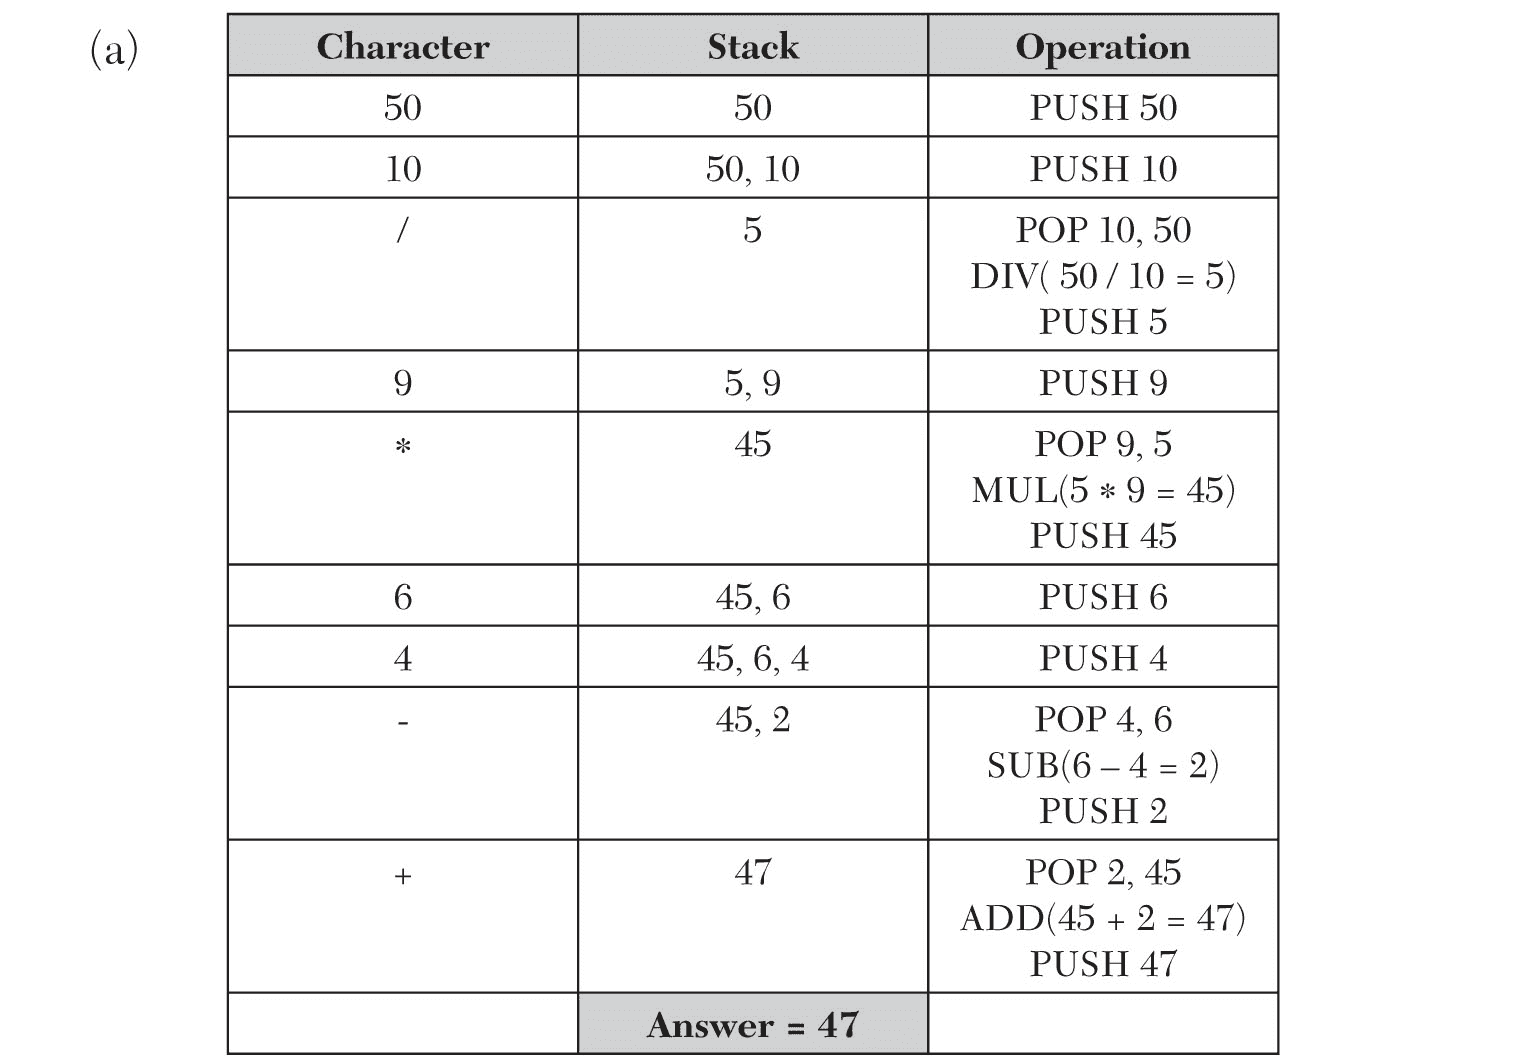 (a)
Character Stack Operation
50 50 PUSH 50
10 50, 10 PUSH 10
/ 5 POP 10, 50
DIV( 50 / 10 = 5)
PUSH 5
9 5, 9 PUSH 9
* 45 POP 9, 5
MUL(5 * 9 = 45)
PUSH 45
6 45, 6 PUSH 6
4 45, 6, 4 PUSH 4
- 45, 2 POP 4, 6
SUB(6 – 4 = 2)
PUSH 2
+ 47 POP 2, 45
ADD(45 + 2 = 47)
PUSH 47
Answer = 47